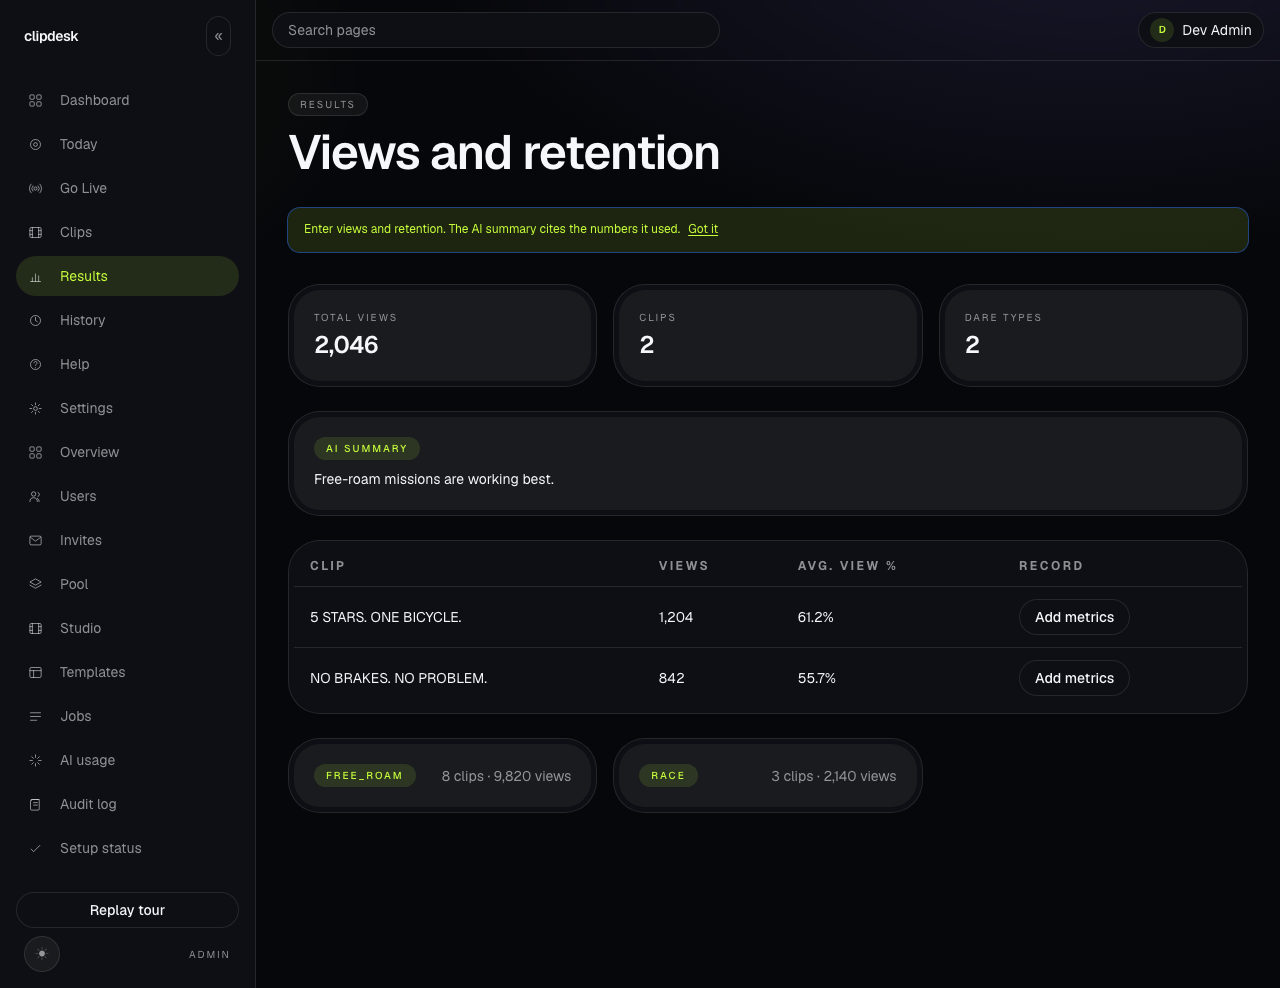 clipdesk
«
Search pages
D
Dev Admin
Dashboard
Today
Go Live
Clips
Results
History
Help
Settings
Overview
Users
Invites
Pool
Studio
Templates
Jobs
AI usage
Audit log
Setup status
Replay tour
ADMIN
RESULTS
Views and retention
Enter views and retention. The AI summary cites the numbers it used. Got it
TOTAL VIEWS
2,046
CLIPS
2
DARE TYPES
2
AI SUMMARY
Free-roam missions are working best.
CLIP VIEWS AVG. VIEW % RECORD
5 STARS. ONE BICYCLE. 1,204 61.2% Add metrics
NO BRAKES. NO PROBLEM. 842 55.7% Add metrics
FREE_ROAM 8 clips · 9,820 views
RACE 3 clips · 2,140 views